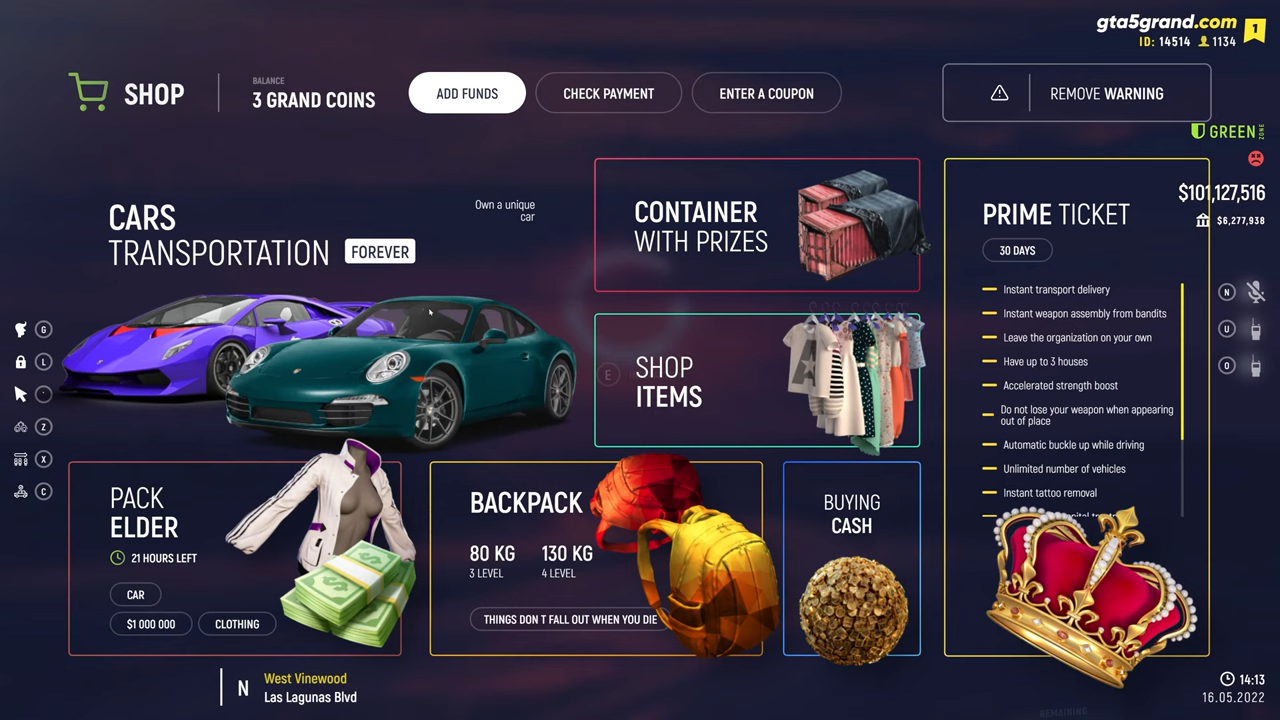 gta5grand.com
1
ID: 14514 1134
SHOP
BALANCE
3 GRAND COINS
ADD FUNDS
CHECK PAYMENT
ENTER A COUPON
REMOVE WARNING
GREEN ZONE
$101,127,516
$6,277,938
CARS
TRANSPORTATION FOREVER
Own a unique
car
CONTAINER
WITH PRIZES
E
SHOP
ITEMS
PRIME TICKET
30 DAYS
Instant transport delivery
Instant weapon assembly from bandits
Leave the organization on your own
Have up to 3 houses
Accelerated strength boost
Do not lose your weapon when appearing
out of place
Automatic buckle up while driving
Unlimited number of vehicles
Instant tattoo removal
N
U
O
G
L
Z
X
C
PACK
ELDER
21 HOURS LEFT
CAR
$1 000 000
CLOTHING
BACKPACK
80 KG 130 KG
3 LEVEL 4 LEVEL
THINGS DON T FALL OUT WHEN YOU DIE
BUYING
CASH
N
West Vinewood
Las Lagunas Blvd
14:13
16.05.2022
REMAINING